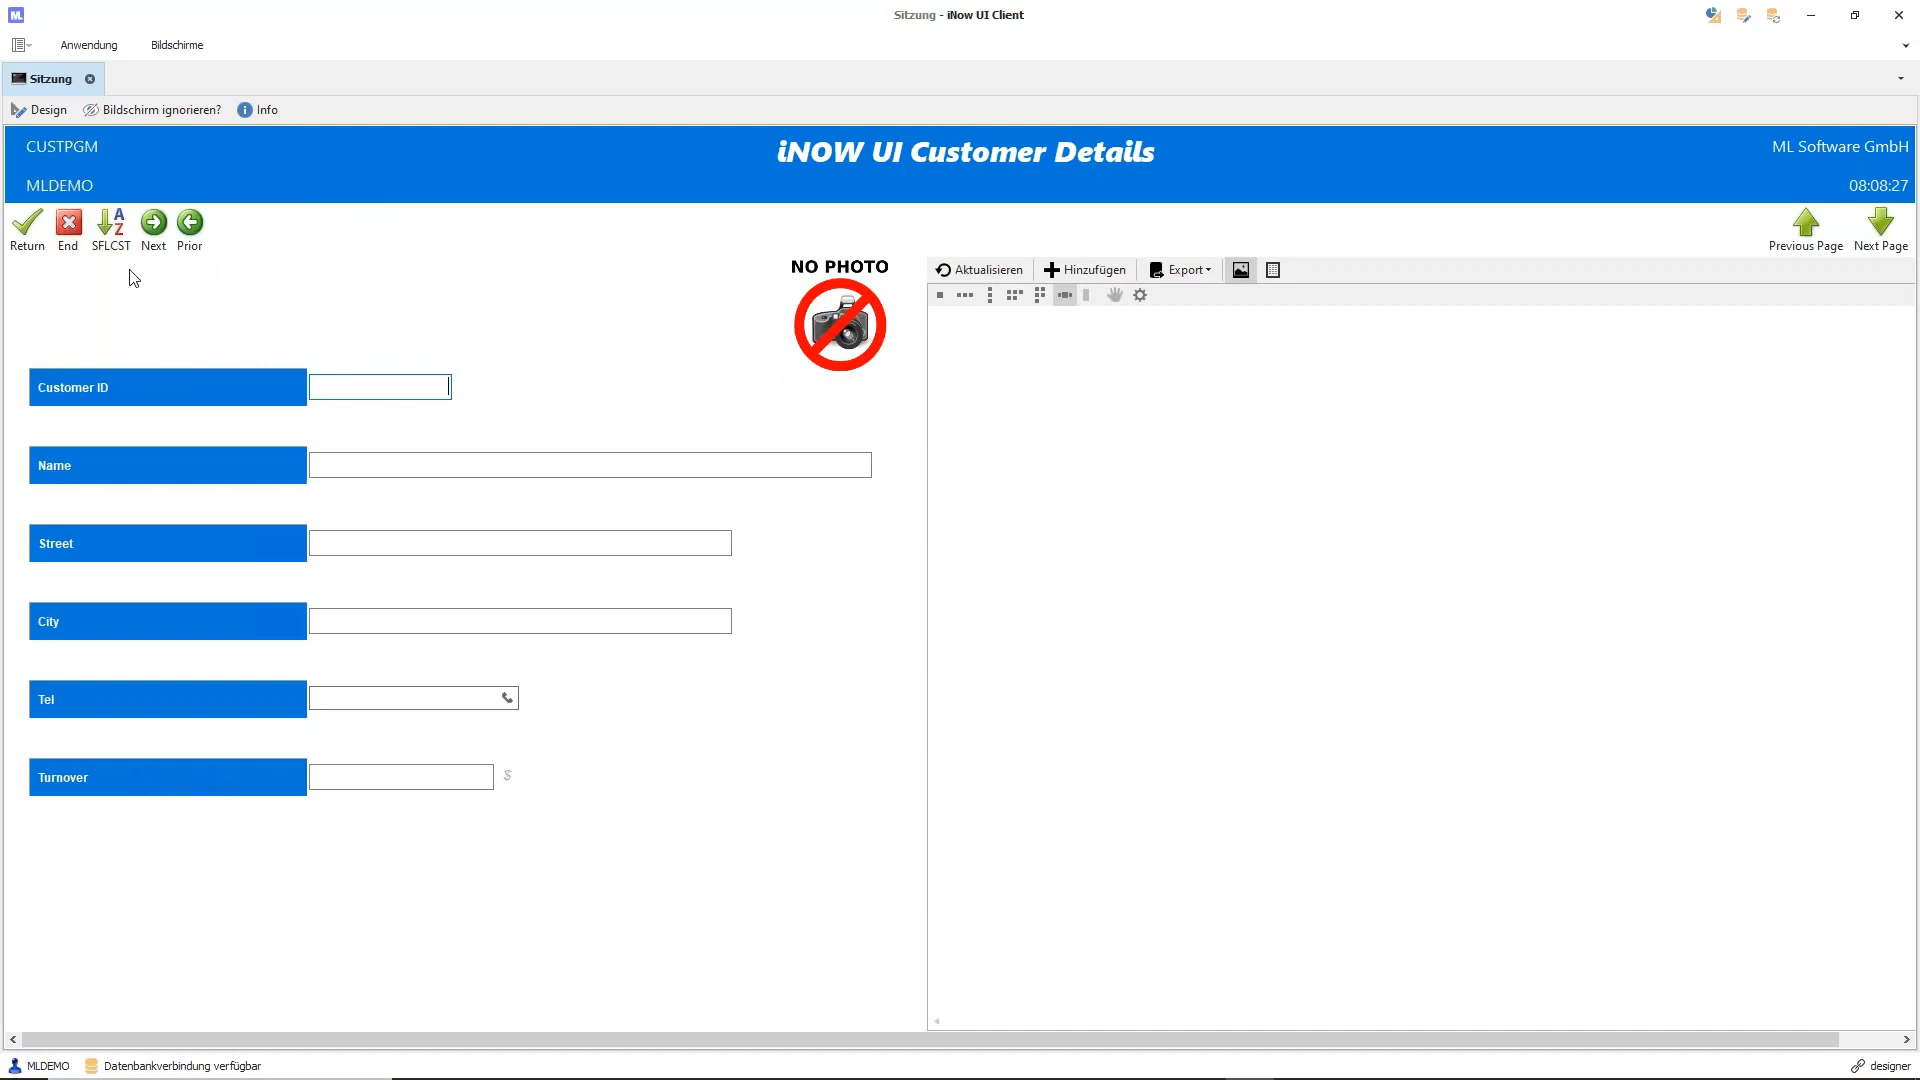 ML
Sitzung - iNow UI Client
Anwendung Bildschirme
Sitzung
Design Bildschirm ignorieren? Info
CUSTPGM
iNOW UI Customer Details
ML Software GmbH
MLDEMO
08:08:27
Return End SFLCST Next Prior
Previous Page Next Page
NO PHOTO
Aktualisieren Hinzufügen Export
Customer ID
Name
Street
City
Tel
Turnover $
MLDEMO Datenbankverbindung verfügbar
designer